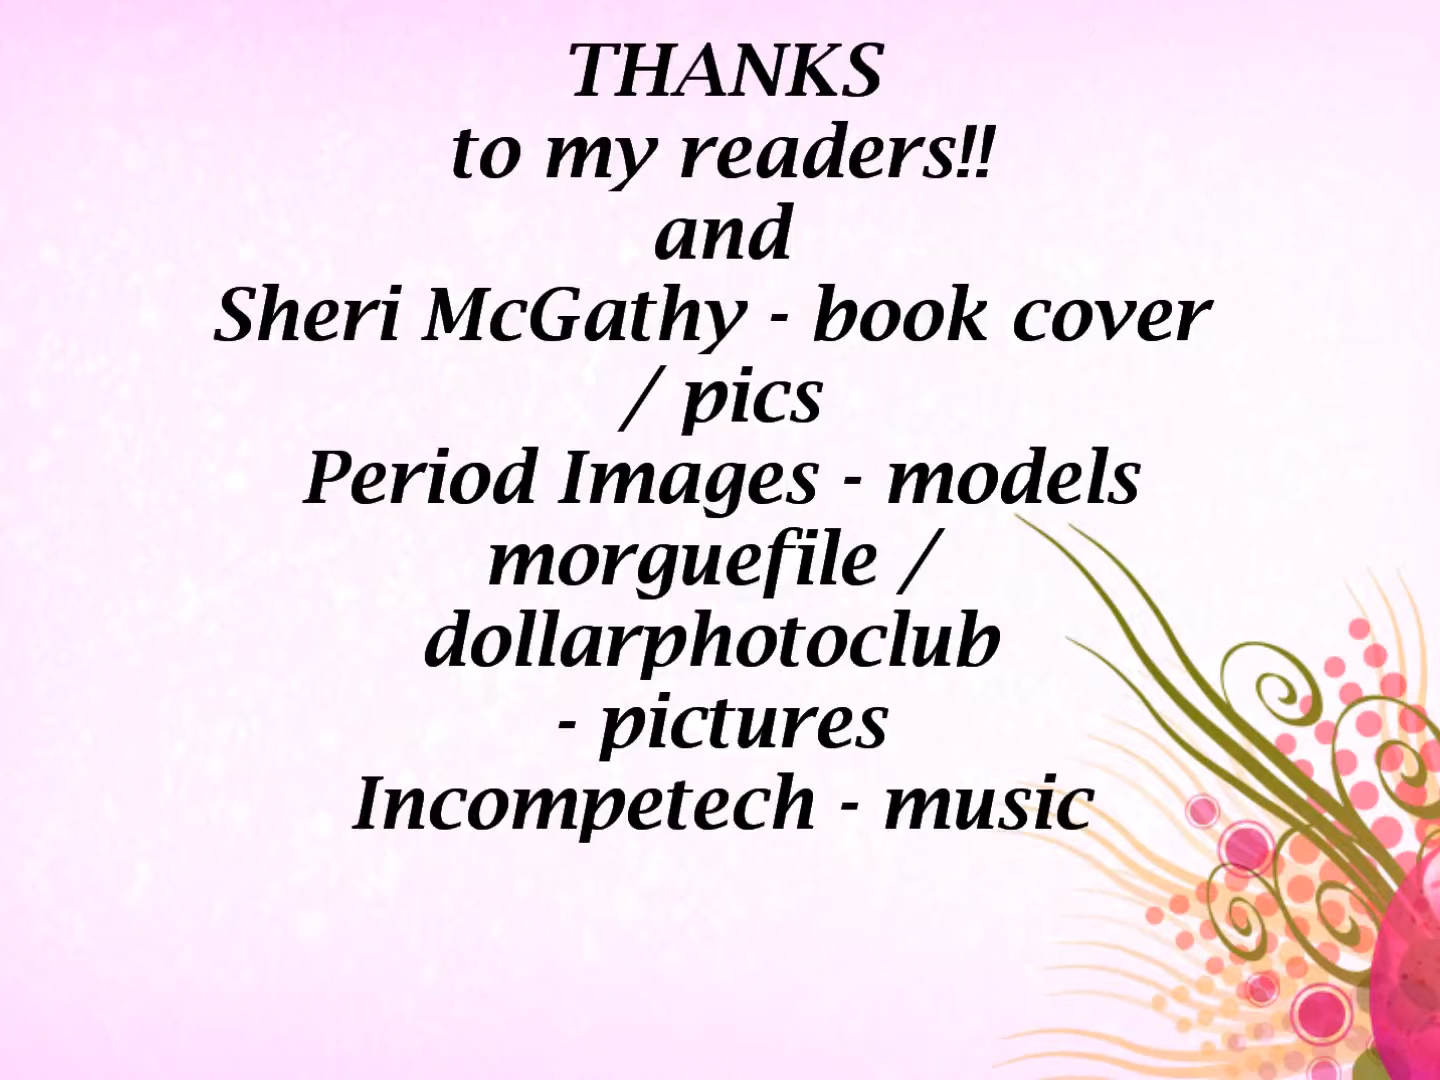 THANKS
to my readers!!
and
Sheri McGathy - book cover
/ pics
Period Images - models
morguefile /
dollarphotoclub
- pictures
Incompetech - music